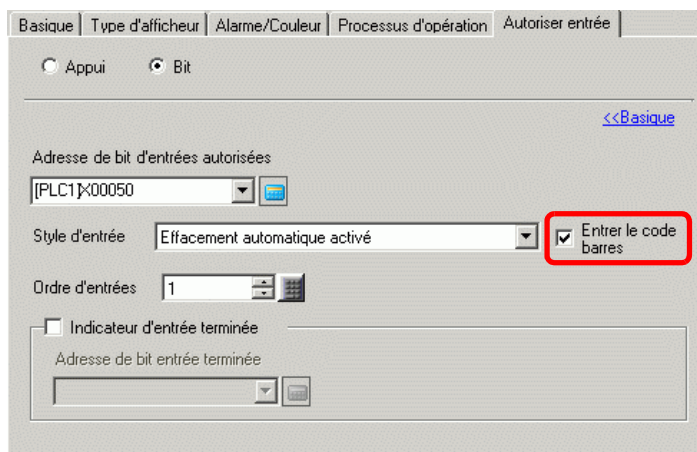 Basique Type d'afficheur Alarme/Couleur Processus d'opération Autoriser entrée
Appui Bit
<<Basique
Adresse de bit d'entrées autorisées
[PLC1]X00050
Style d'entrée Effacement automatique activé Entrer le code
barres
Ordre d'entrées 1
Indicateur d'entrée terminée
Adresse de bit entrée terminée